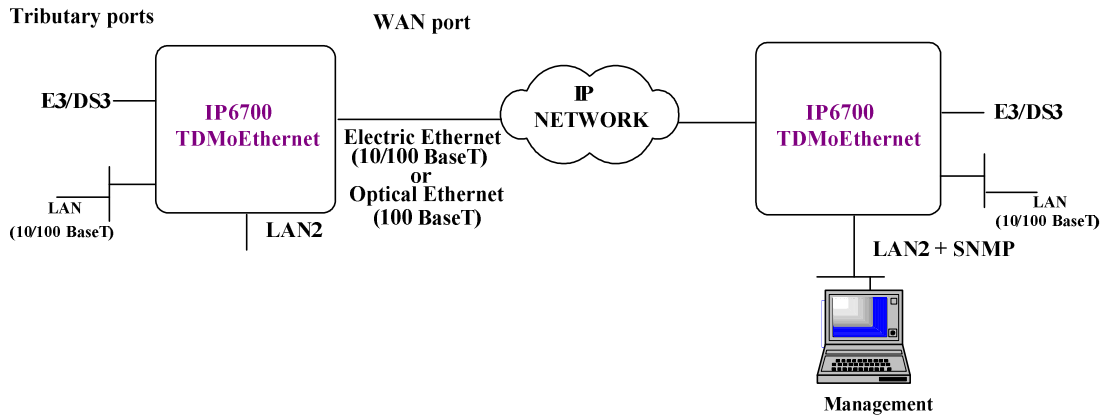 Tributary ports
WAN port
E3/DS3
IP6700
TDMoEthernet
LAN
(10/100 BaseT)
LAN2
Electric Ethernet
(10/100 BaseT)
or
Optical Ethernet
(100 BaseT)
IP
NETWORK
IP6700
TDMoEthernet
E3/DS3
LAN
(10/100 BaseT)
LAN2 + SNMP
Management